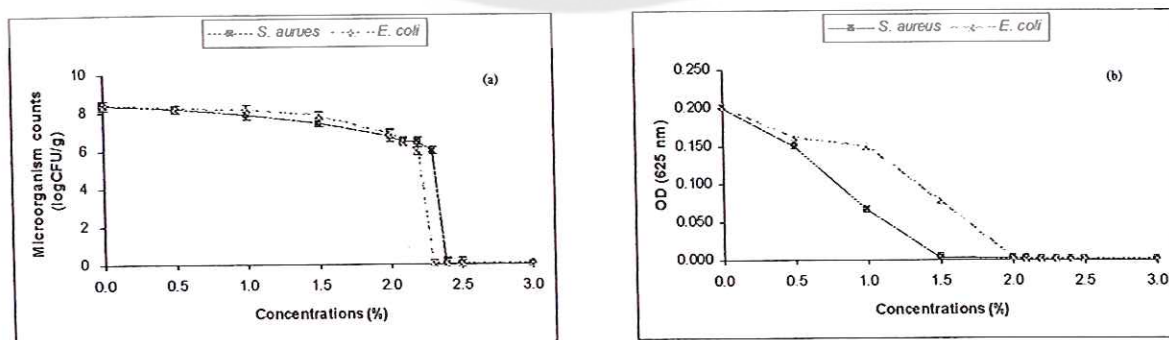 S. aurues E. coli
(a)
10
8
6
4
2
0
0.0 0.5 1.0 1.5 2.0 2.5 3.0
Microorganism counts
(logCFU/g)
Concentrations (%)
S. aureus E. coli
(b)
0.250
0.200
0.150
0.100
0.050
0.000
0.0 0.5 1.0 1.5 2.0 2.5 3.0
OD (625 nm)
Concentrations (%)